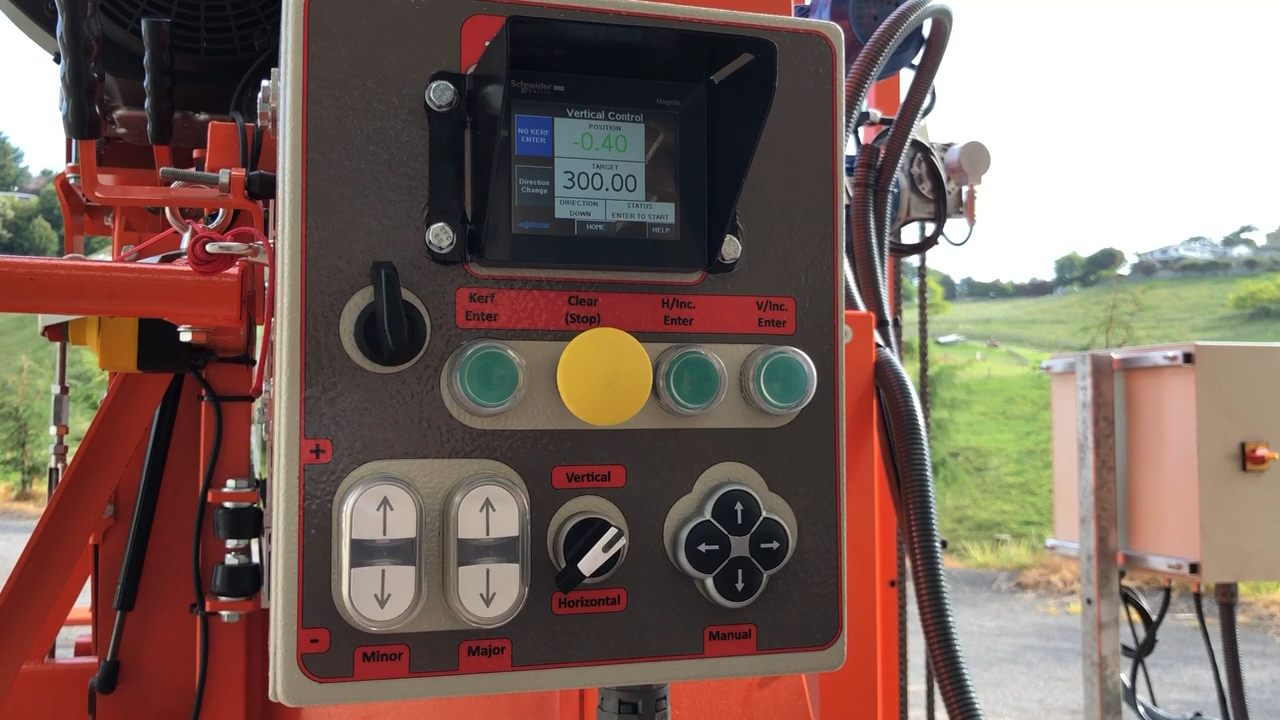 Schneider
Electric
Magelis
Vertical Control
NO KERF
ENTER
POSITION
-0.40
TARGET
300.00
Direction
Change
DIRECTION
DOWN
STATUS
ENTER TO START
HOME
HELP
Kerf
Enter
Clear
(Stop)
H/Inc.
Enter
V/Inc.
Enter
+
-
Vertical
Horizontal
Minor
Major
Manual